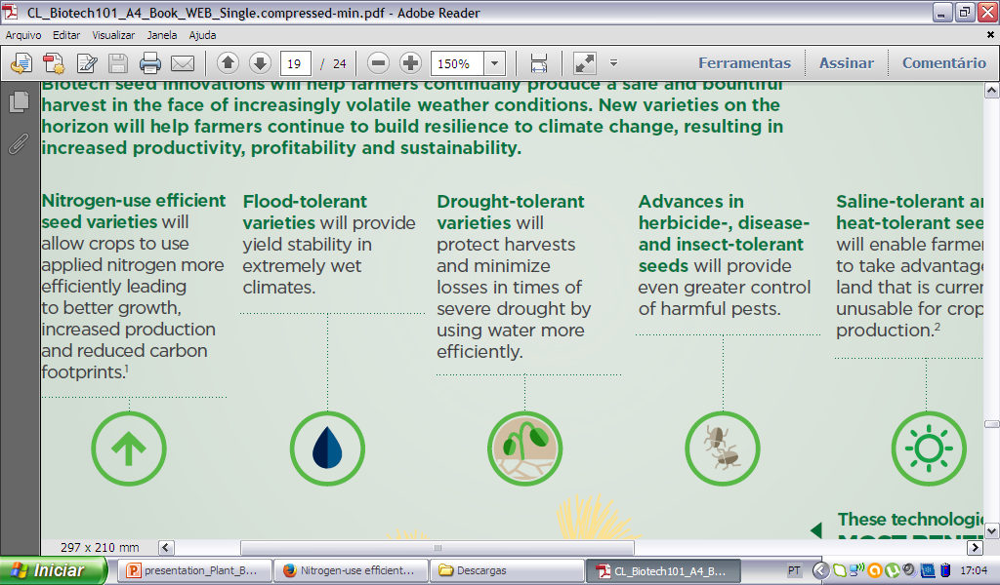 CL_Biotech101_A4_Book_WEB_Single.compressed-min.pdf - Adobe Reader
Arquivo Editar Visualizar Janela Ajuda
19 / 24 150% Ferramentas Assinar Comentário
Biotech seed innovations will help farmers continually produce a safe and bountiful
harvest in the face of increasingly volatile weather conditions. New varieties on the
horizon will help farmers continue to build resilience to climate change, resulting in
increased productivity, profitability and sustainability.
Nitrogen-use efficient
seed varieties will
allow crops to use
applied nitrogen more
efficiently leading
to better growth,
increased production
and reduced carbon
footprints.1
Flood-tolerant
varieties will provide
yield stability in
extremely wet
climates.
Drought-tolerant
varieties will
protect harvests
and minimize
losses in times of
severe drought by
using water more
efficiently.
Advances in
herbicide-, disease-
and insect-tolerant
seeds will provide
even greater control
of harmful pests.
Saline-tolerant a
heat-tolerant see
will enable farme
to take advantage
land that is curre
unusable for crop
production.2
These technologi
MOST BENE
297 x 210 mm
Iniciar presentation_Plant_B... Nitrogen-use efficient... Descargas CL_Biotech101_A4_B... PT 17:04